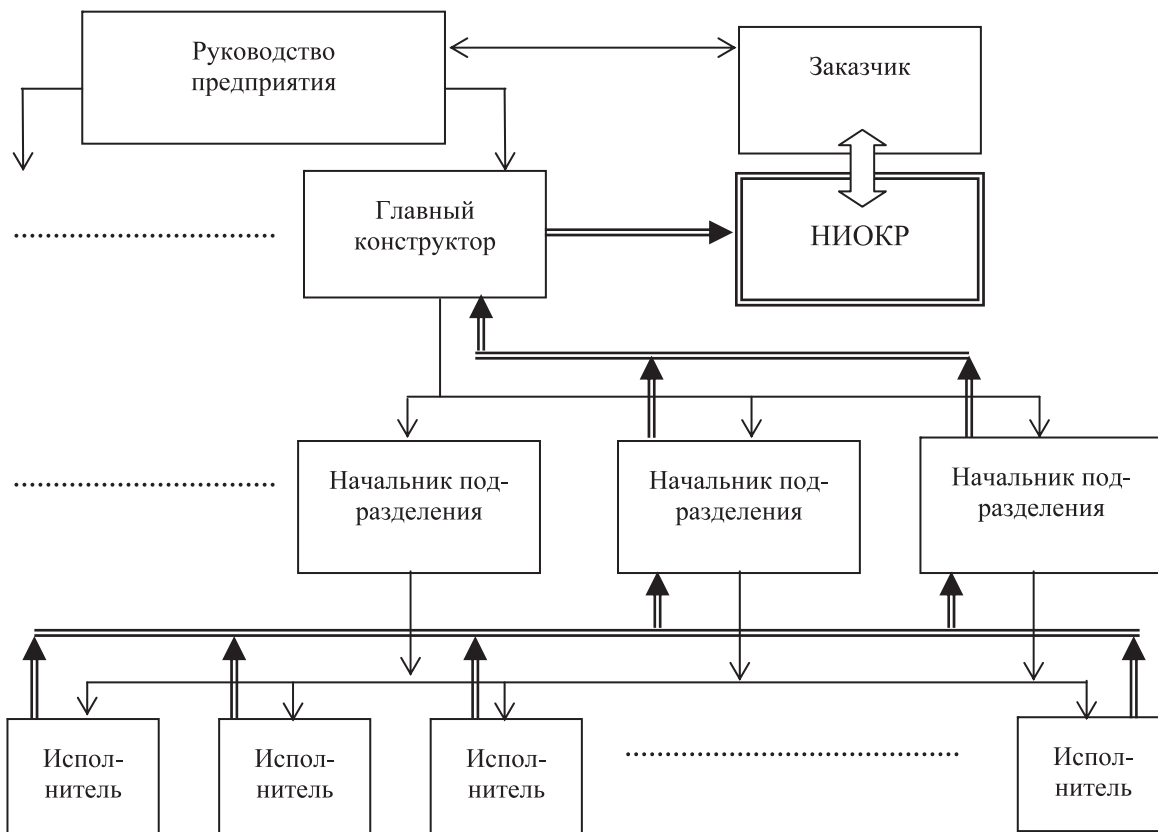 Руководство
предприятия
Заказчик
Главный
конструктор
НИОКР
Начальник под-
разделения
Начальник под-
разделения
Начальник под-
разделения
Испол-
нитель
Испол-
нитель
Испол-
нитель
Испол-
нитель